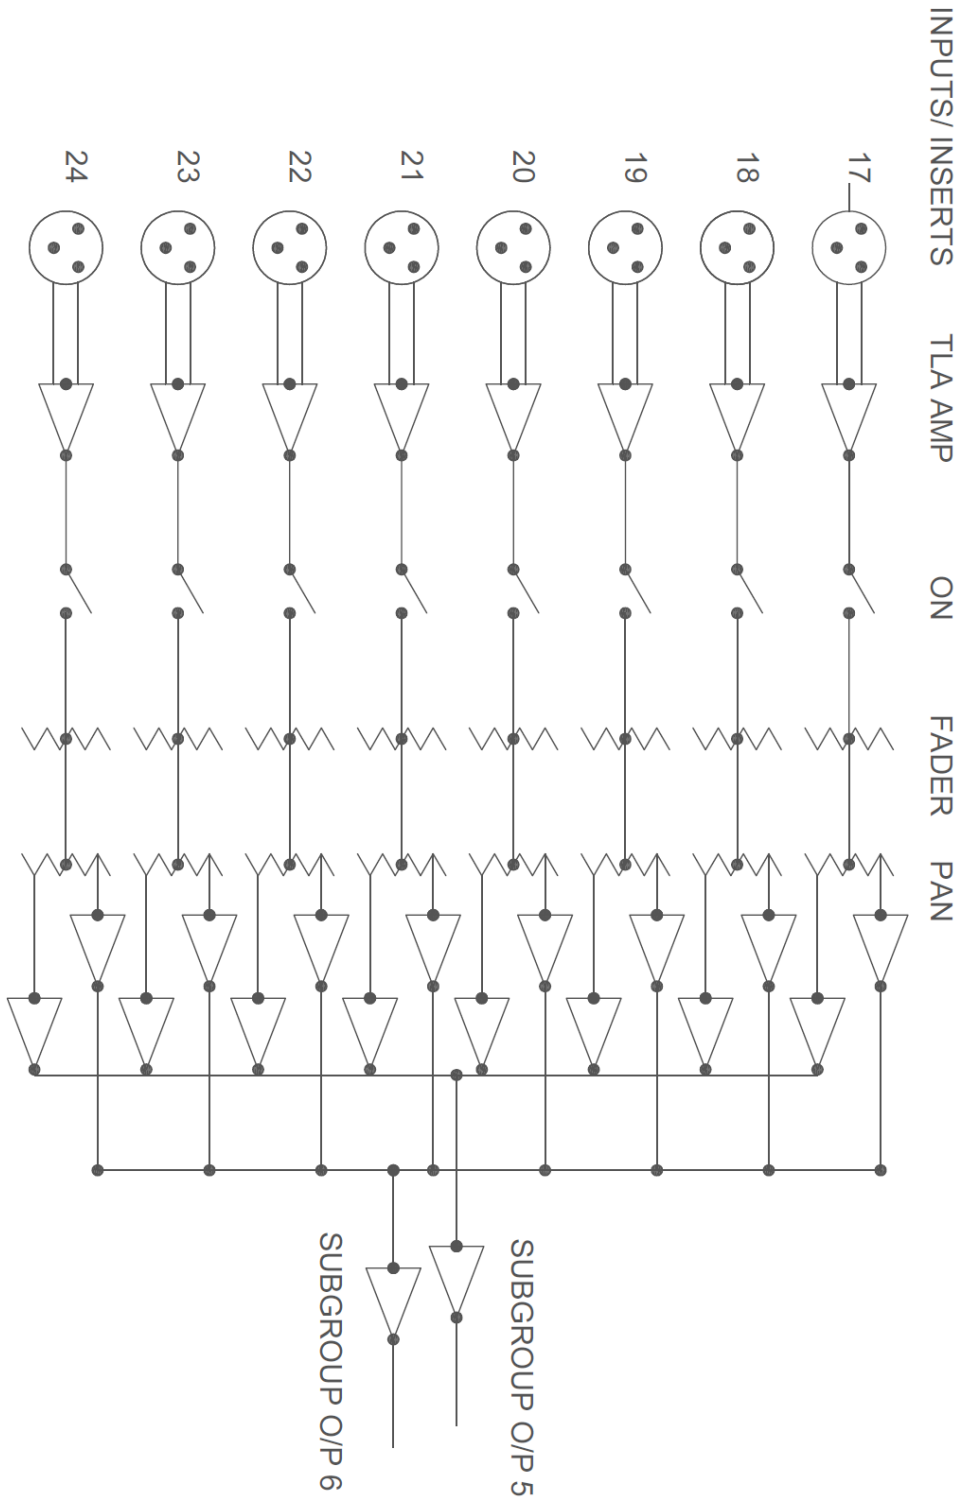 INPUTS/ INSERTS TLA AMP ON FADER PAN
17
18
19
20
21
22
23
24
SUBGROUP O/P 5
SUBGROUP O/P 6